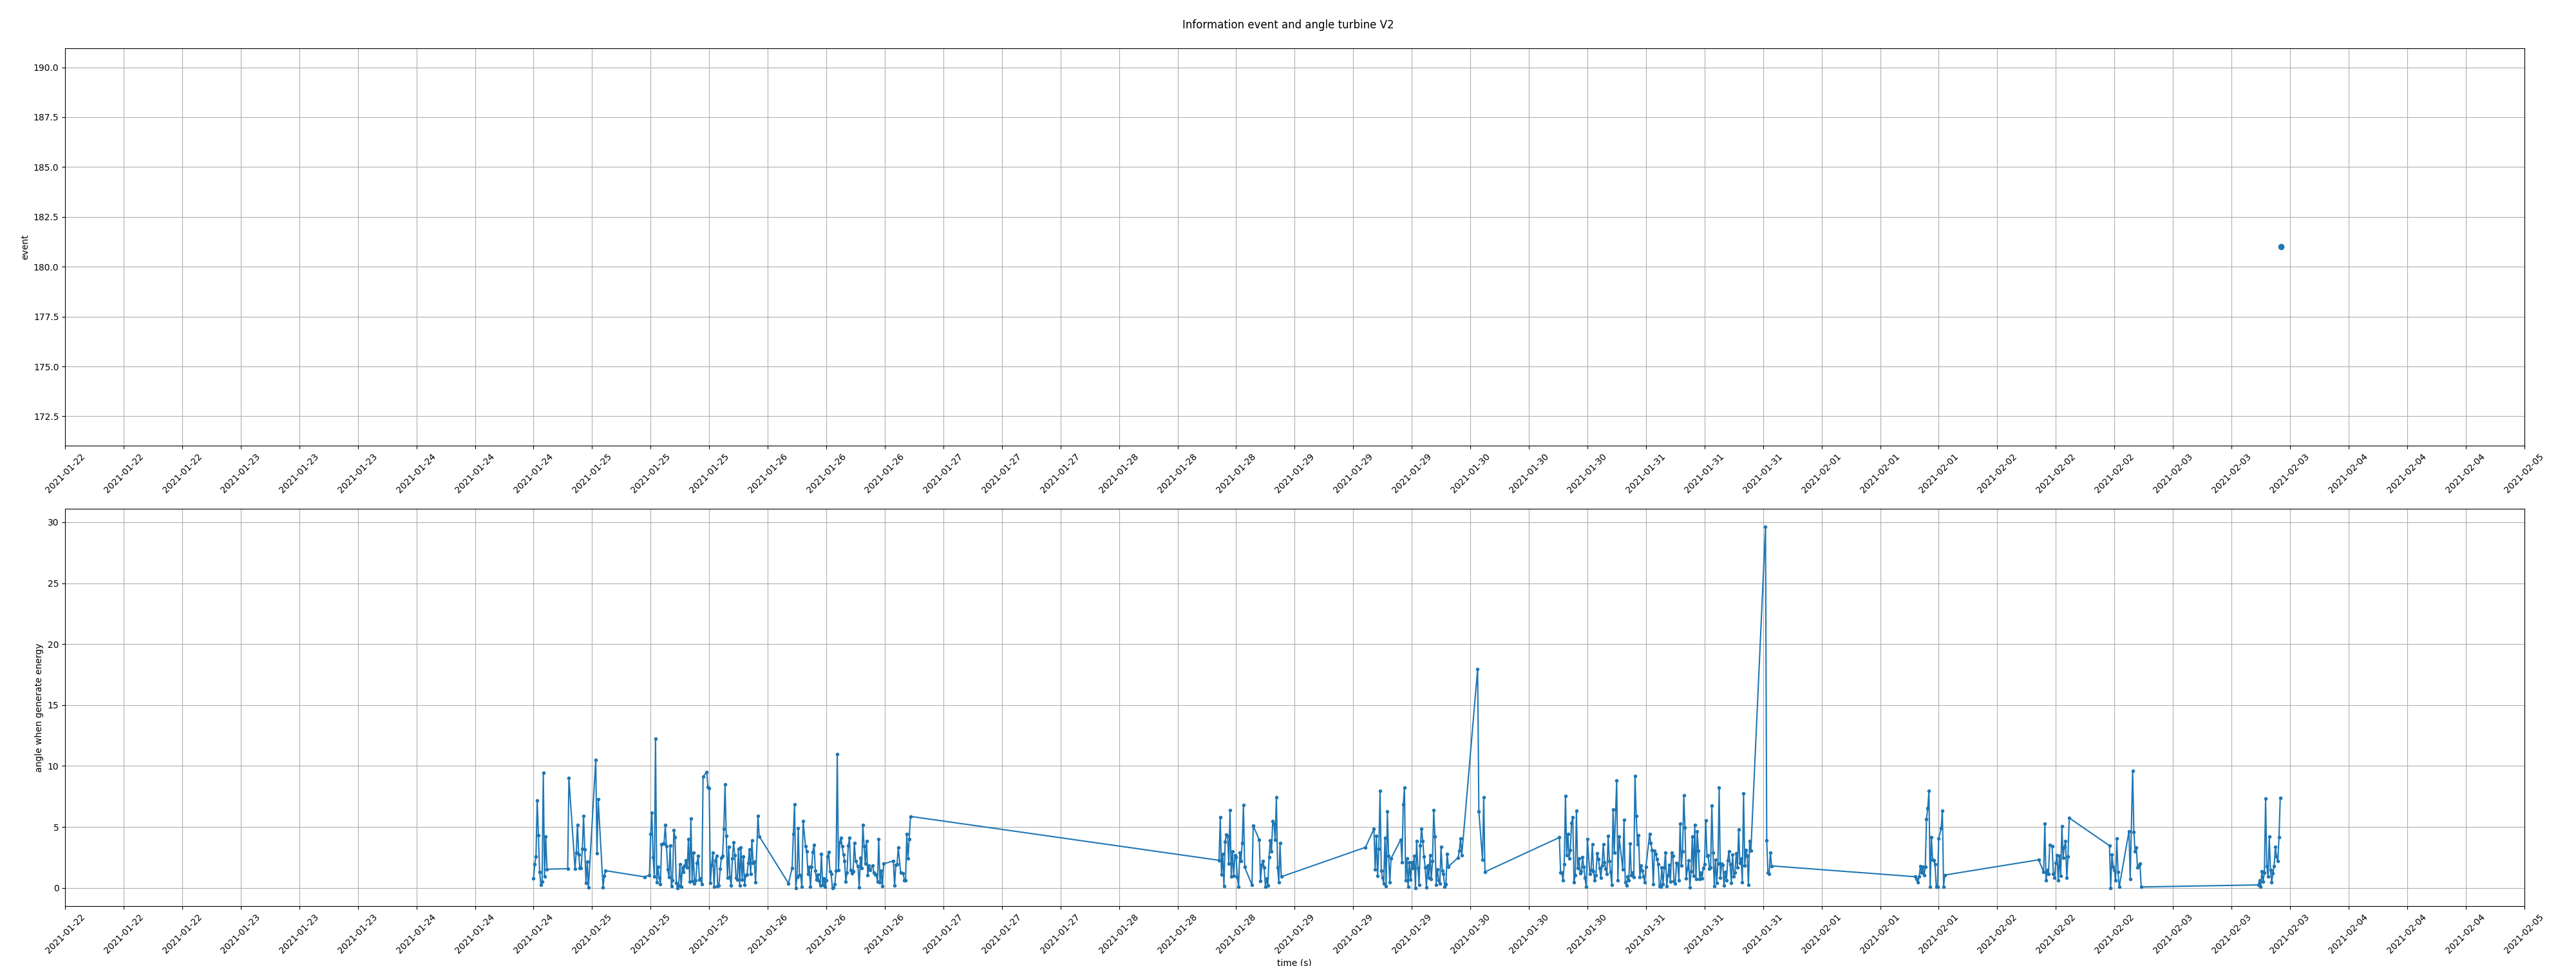 Information event and angle turbine V2
190.0
187.5
185.0
182.5
180.0
177.5
175.0
172.5
event
2021-01-22 2021-01-22 2021-01-22 2021-01-23 2021-01-23 2021-01-23 2021-01-24 2021-01-24 2021-01-24 2021-01-25 2021-01-25 2021-01-25 2021-01-26 2021-01-26 2021-01-26 2021-01-27 2021-01-27 2021-01-27 2021-01-28 2021-01-28 2021-01-28 2021-01-29 2021-01-29 2021-01-29 2021-01-30 2021-01-30 2021-01-30 2021-01-31 2021-01-31 2021-01-31 2021-02-01 2021-02-01 2021-02-01 2021-02-02 2021-02-02 2021-02-02 2021-02-03 2021-02-03 2021-02-03 2021-02-04 2021-02-04 2021-02-04 2021-02-05
30
25
20
15
10
5
0
angle when generate energy
2021-01-22 2021-01-22 2021-01-22 2021-01-23 2021-01-23 2021-01-23 2021-01-24 2021-01-24 2021-01-24 2021-01-25 2021-01-25 2021-01-25 2021-01-26 2021-01-26 2021-01-26 2021-01-27 2021-01-27 2021-01-27 2021-01-28 2021-01-28 2021-01-28 2021-01-29 2021-01-29 2021-01-29 2021-01-30 2021-01-30 2021-01-30 2021-01-31 2021-01-31 2021-01-31 2021-02-01 2021-02-01 2021-02-01 2021-02-02 2021-02-02 2021-02-02 2021-02-03 2021-02-03 2021-02-03 2021-02-04 2021-02-04 2021-02-04 2021-02-05
time (s)